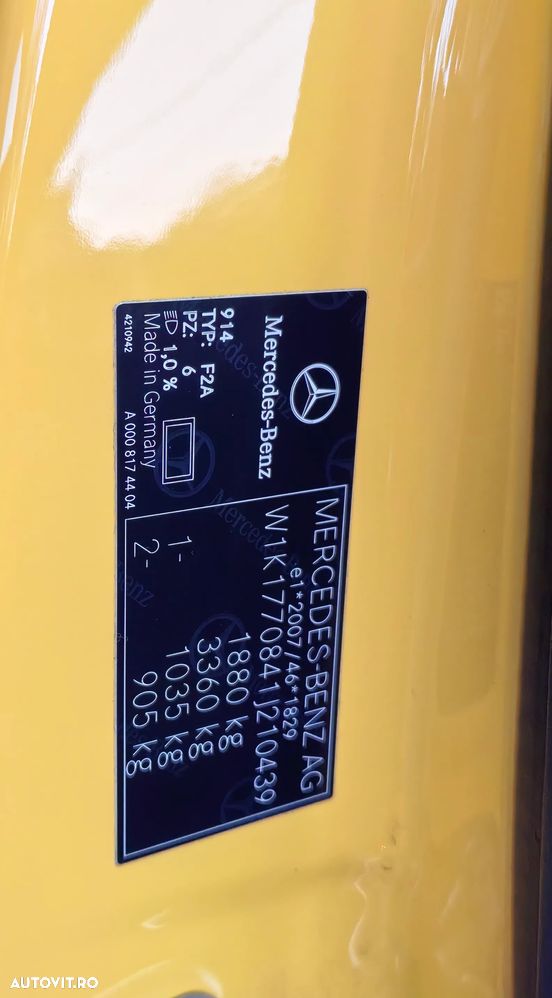 Mercedes-Benz
914
TYP: F2A
PZ: 6
1,0 %
Made in Germany
4210942
A 000 817 44 04
MERCEDES-BENZ AG
e1*2007/46*1829
W1K1770841J210439
1880 kg
3360 kg
1- 1035 kg
2- 905 kg
AUTOVIT.RO